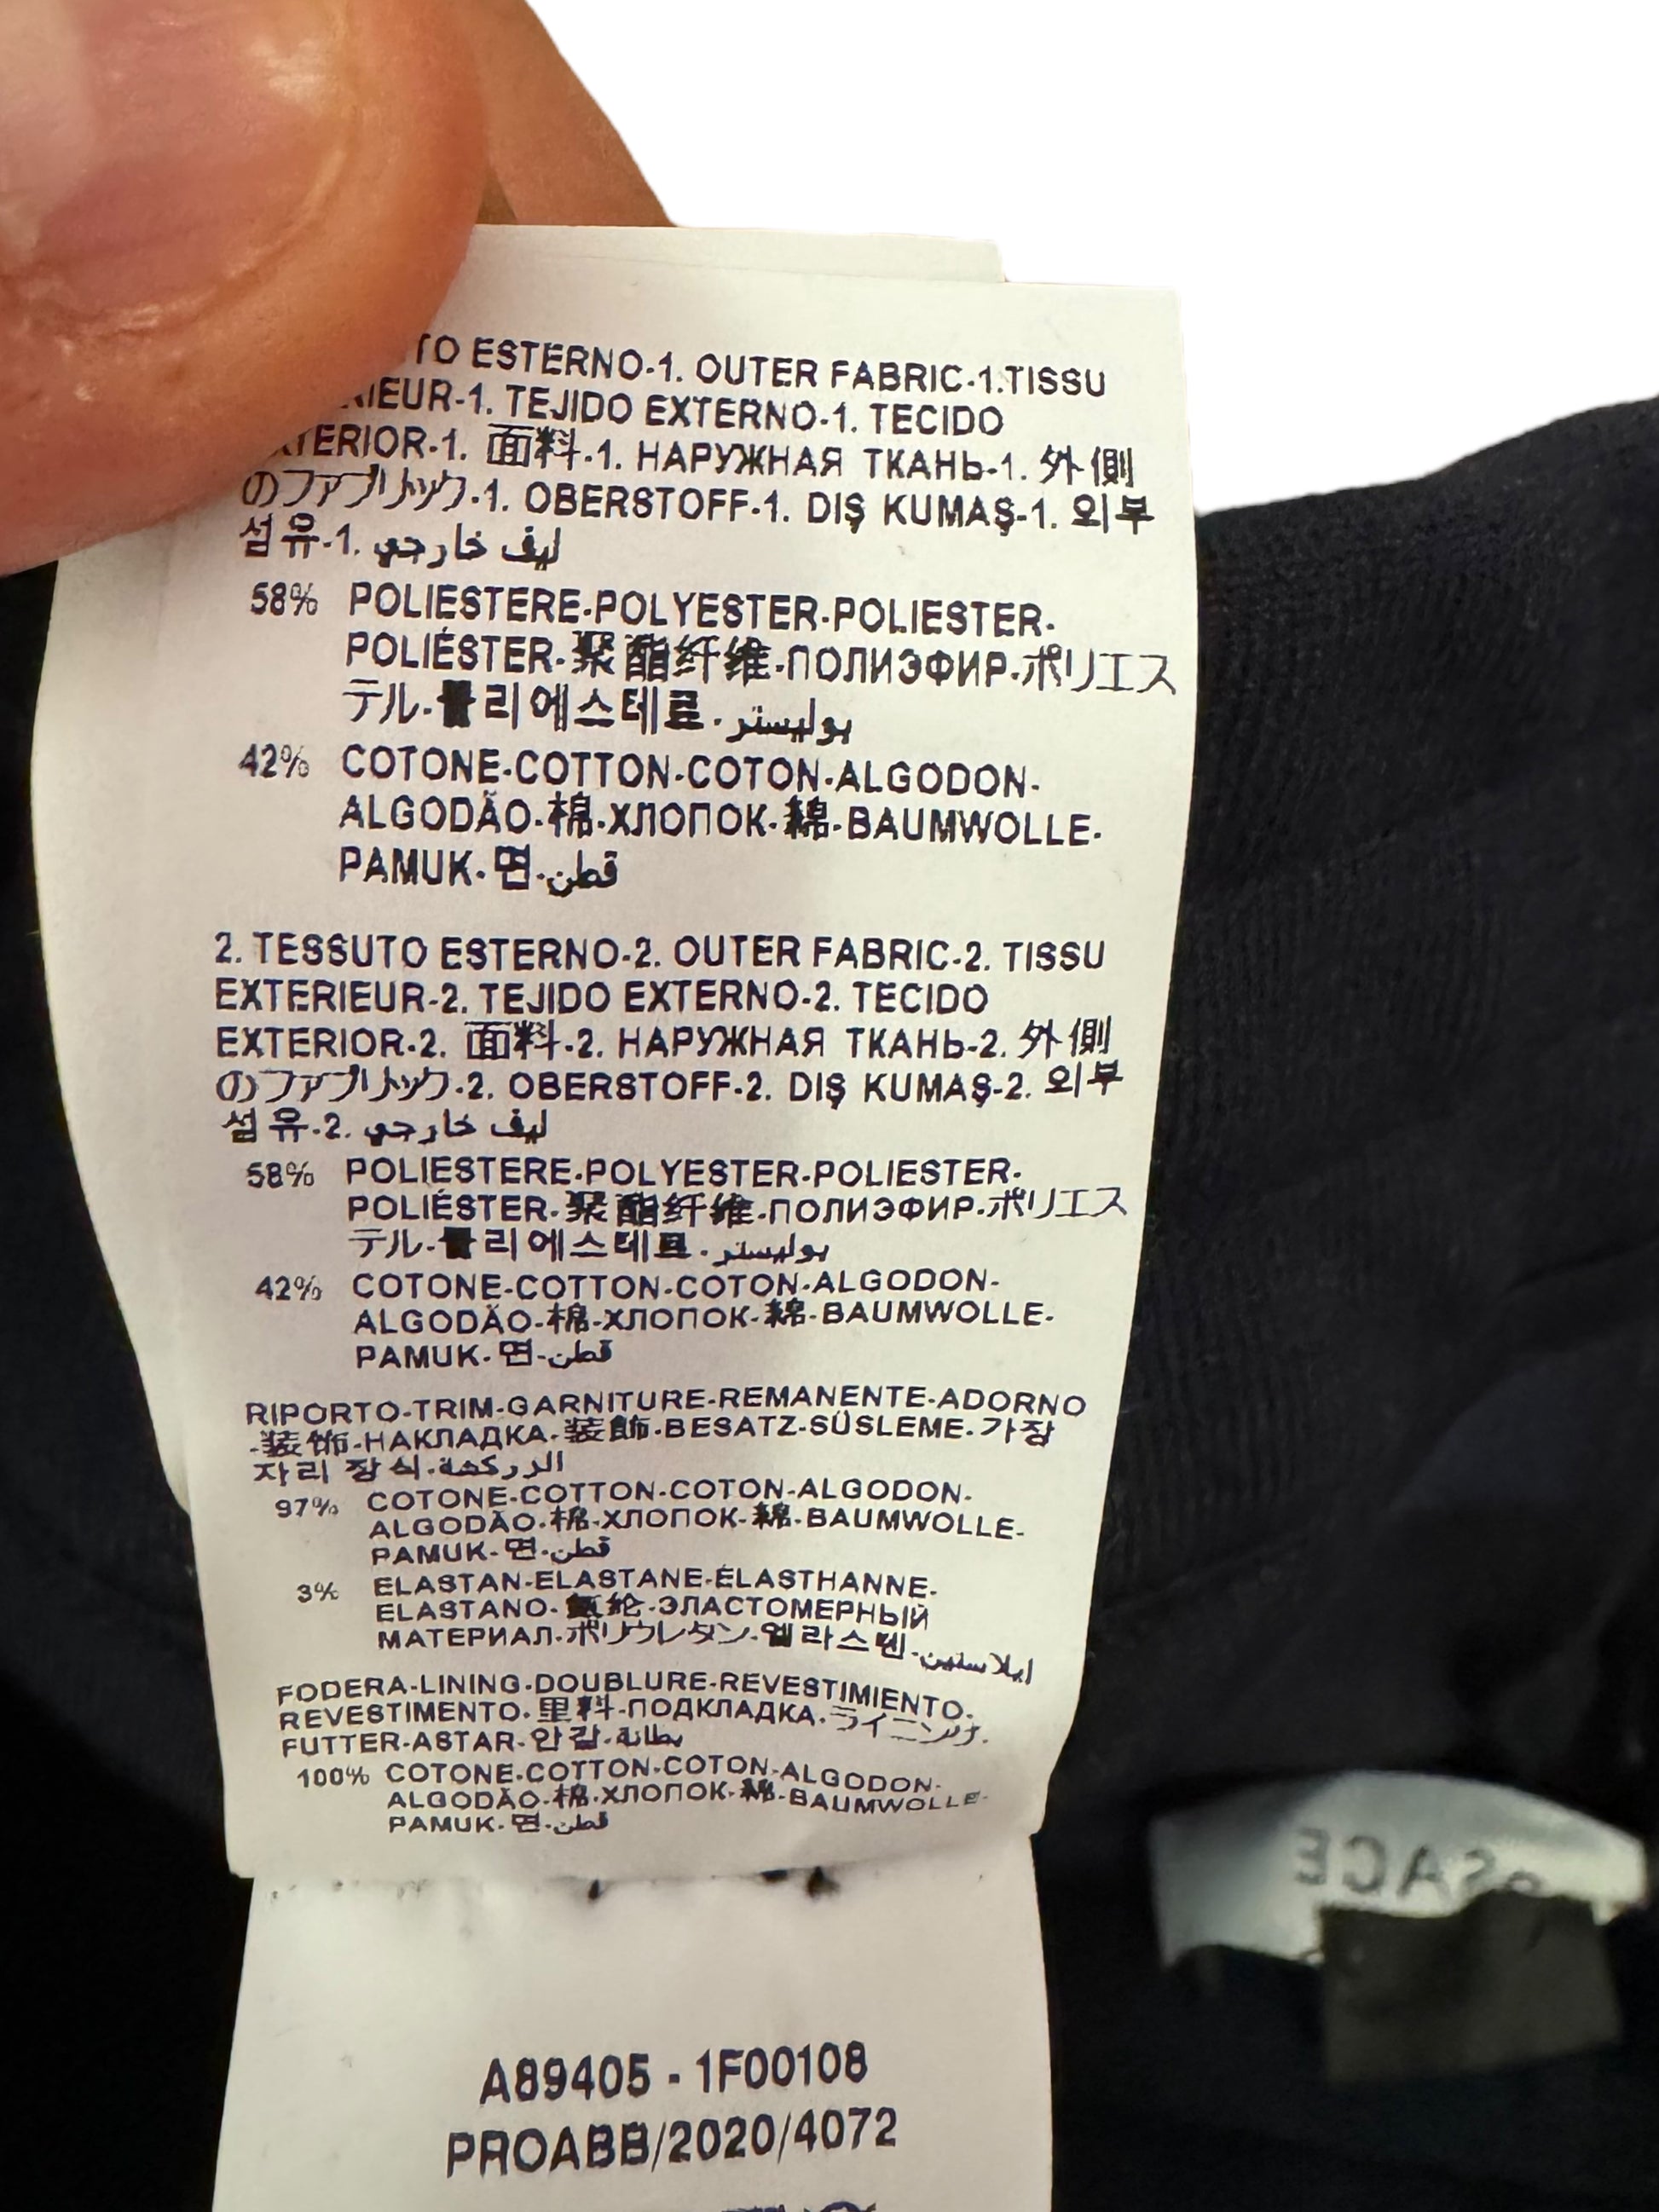 TO ESTERNO-1. OUTER FABRIC-1.TISSU
RIEUR-1. TEJIDO EXTERNO-1. TECIDO
XTERIOR-1. 面料-1. НАРУЖНАЯ ТКАНЬ-1. 外側
のファブリック-1. OBERSTOFF-1. DIŞ KUMAŞ-1. 외부
섬유-1. ليف خارجي
58% POLIESTERE-POLYESTER-POLIESTER-
POLIÉSTER-聚酯纤维-ПОЛИЭФИР-ポリエス
テル-폴리에스테르-بوليستر
42% COTONE-COTTON-COTON-ALGODON-
ALGODÃO-棉-ХЛОПОК-綿-BAUMWOLLE-
PAMUK-면-قطن
2. TESSUTO ESTERNO-2. OUTER FABRIC-2. TISSU
EXTERIEUR-2. TEJIDO EXTERNO-2. TECIDO
EXTERIOR-2. 面料-2. НАРУЖНАЯ ТКАНЬ-2. 外側
のファブリック-2. OBERSTOFF-2. DIŞ KUMAŞ-2. 외부
섬유-2. ليف خارجي
58% POLIESTERE-POLYESTER-POLIESTER-
POLIÉSTER-聚酯纤维-ПОЛИЭФИР-ポリエス
テル-폴리에스테르-بوليستر
42% COTONE-COTTON-COTON-ALGODON-
ALGODÃO-棉-ХЛОПОК-綿-BAUMWOLLE-
PAMUK-면-قطن
RIPORTO-TRIM-GARNITURE-REMANENTE-ADORNO
-装饰-НАКЛАДКА-装飾-BESATZ-SÜSLEME-가장
자리 장식-الزركشة
97% COTONE-COTTON-COTON-ALGODON-
ALGODÃO-棉-ХЛОПОК-綿-BAUMWOLLE-
PAMUK-면-قطن
3% ELASTAN-ELASTANE-ÉLASTHANNE-
ELASTANO-氨纶-ЭЛАСТОМЕРНЫЙ
МАТЕРИАЛ-ポリウレタン-엘라스텐-ايلاستين
FODERA-LINING-DOUBLURE-REVESTIMIENTO-
REVESTIMENTO-里料-ПОДКЛАДКА-ライニング-
FUTTER-ASTAR-안감-بطانة
100% COTONE-COTTON-COTON-ALGODON-
ALGODÃO-棉-ХЛОПОК-綿-BAUMWOLLE-
PAMUK-면-قطن
A89405 - 1F00108
PROABB/2020/4072
SACE